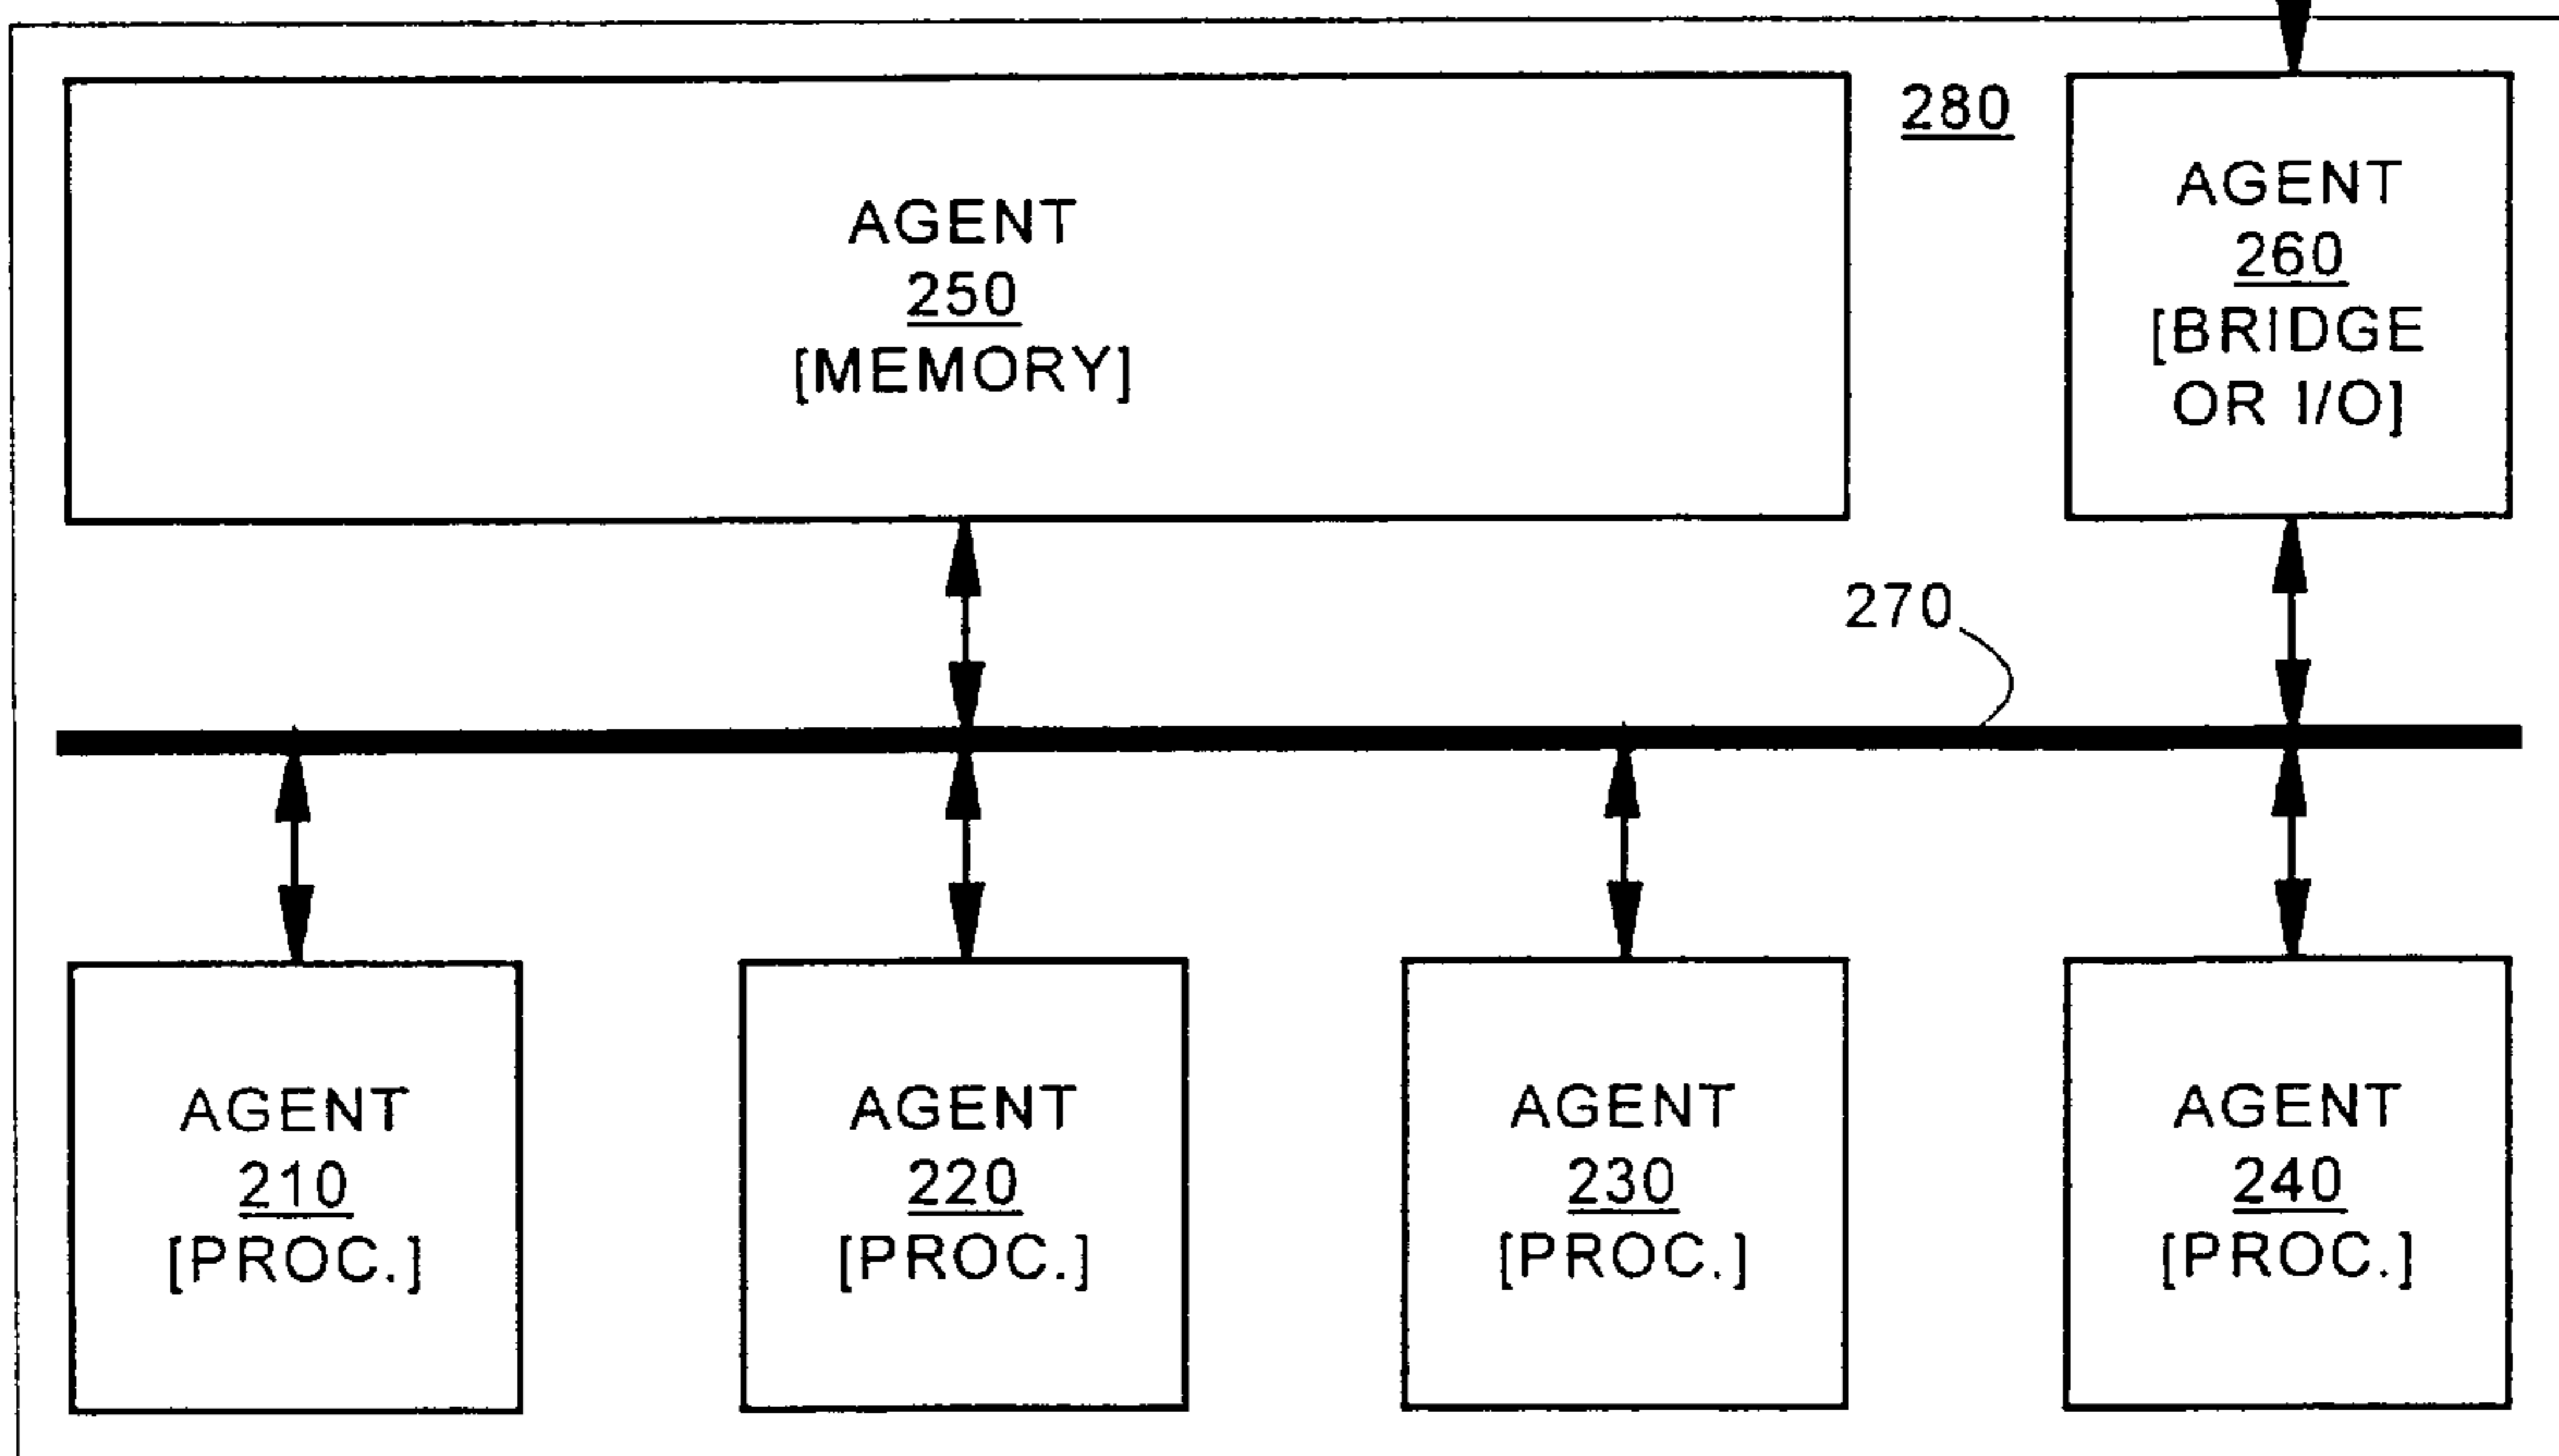 AGENT
250
[MEMORY]
280
AGENT
260
[BRIDGE
OR I/O]
270
AGENT
210
[PROC.]
AGENT
220
[PROC.]
AGENT
230
[PROC.]
AGENT
240
[PROC.]